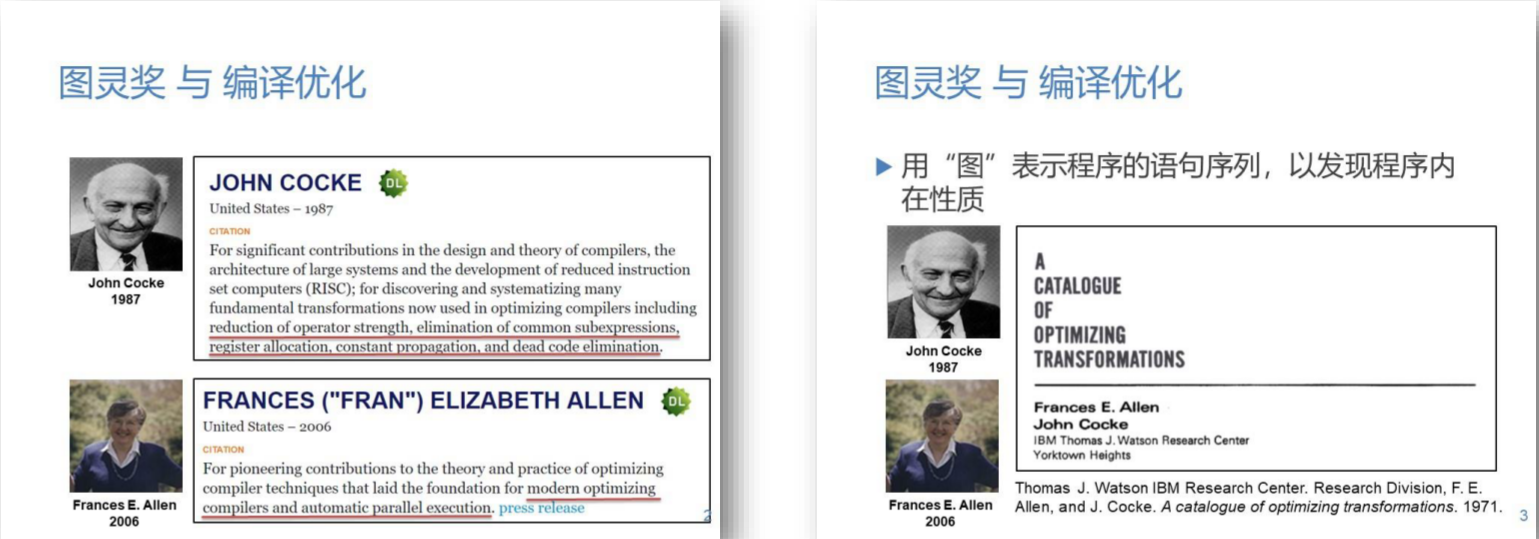 图灵奖 与 编译优化
John Cocke
1987
JOHN COCKE DL
United States – 1987
CITATION
For significant contributions in the design and theory of compilers, the
architecture of large systems and the development of reduced instruction
set computers (RISC); for discovering and systematizing many
fundamental transformations now used in optimizing compilers including
reduction of operator strength, elimination of common subexpressions,
register allocation, constant propagation, and dead code elimination.
Frances E. Allen
2006
FRANCES ("FRAN") ELIZABETH ALLEN DL
United States – 2006
CITATION
For pioneering contributions to the theory and practice of optimizing
compiler techniques that laid the foundation for modern optimizing
compilers and automatic parallel execution. press release
2
图灵奖 与 编译优化
用“图”表示程序的语句序列，以发现程序内
在性质
John Cocke
1987
Frances E. Allen
2006
A
CATALOGUE
OF
OPTIMIZING
TRANSFORMATIONS
Frances E. Allen
John Cocke
IBM Thomas J. Watson Research Center
Yorktown Heights
Thomas J. Watson IBM Research Center. Research Division, F. E.
Allen, and J. Cocke. A catalogue of optimizing transformations. 1971.
3